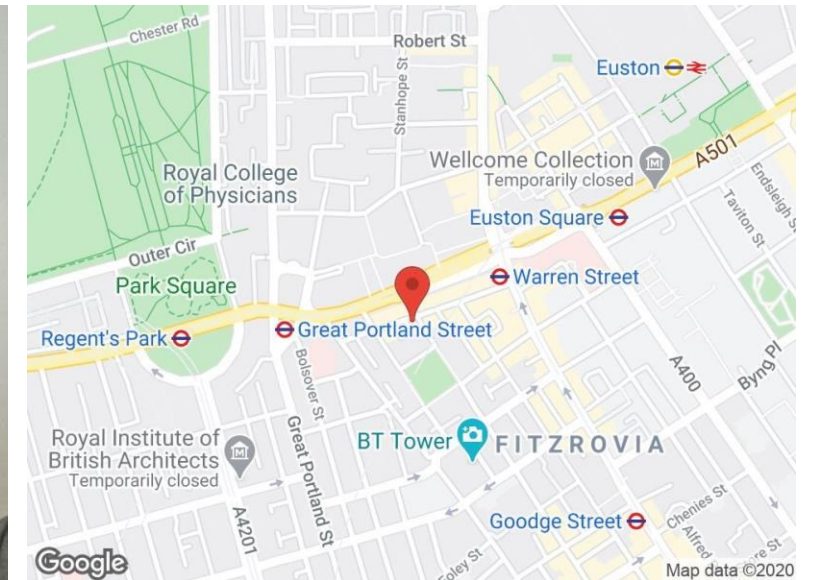 Chester Rd
Robert St
Stanhope St
Euston
Wellcome Collection
Temporarily closed
A501
Royal College
of Physicians
Endsleigh S
Taviton St
Euston Square
Outer Cir
Park Square
Warren Street
Regent's Park
Great Portland Street
Bolsover St
A400
Byng Pl
Royal Institute of
British Architects
Temporarily closed
Great Portland St
BT Tower
FITZROVIA
A4201
Goodge Street
Chenies St
Alfred
Foley St
Google
Map data ©2020